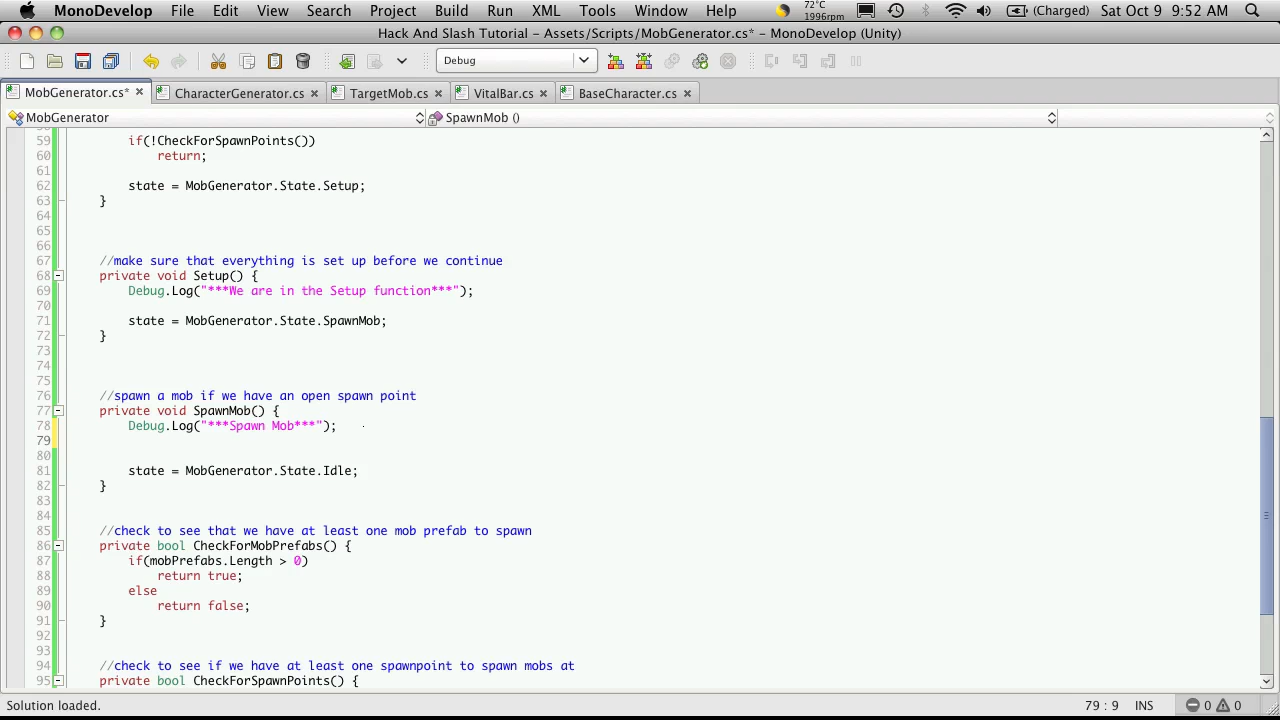 MonoDevelop File Edit View Search Project Build Run XML Tools Window Help 72°C 1996rpm (Charged) Sat Oct 9 9:52 AM
Hack And Slash Tutorial - Assets/Scripts/MobGenerator.cs* - MonoDevelop (Unity)
Debug
MobGenerator.cs* CharacterGenerator.cs TargetMob.cs VitalBar.cs BaseCharacter.cs
MobGenerator SpawnMob ()
59 if(!CheckForSpawnPoints())
60 return;
61
62 state = MobGenerator.State.Setup;
63 }
64
65
66
67 //make sure that everything is set up before we continue
68 private void Setup() {
69 Debug.Log("***We are in the Setup function***");
70
71 state = MobGenerator.State.SpawnMob;
72 }
73
74
75
76 //spawn a mob if we have an open spawn point
77 private void SpawnMob() {
78 Debug.Log("***Spawn Mob***");
79
80
81 state = MobGenerator.State.Idle;
82 }
83
84
85 //check to see that we have at least one mob prefab to spawn
86 private bool CheckForMobPrefabs() {
87 if(mobPrefabs.Length > 0)
88 return true;
89 else
90 return false;
91 }
92
93
94 //check to see if we have at least one spawnpoint to spawn mobs at
95 private bool CheckForSpawnPoints() {
Solution loaded. 79 : 9 INS 0 0